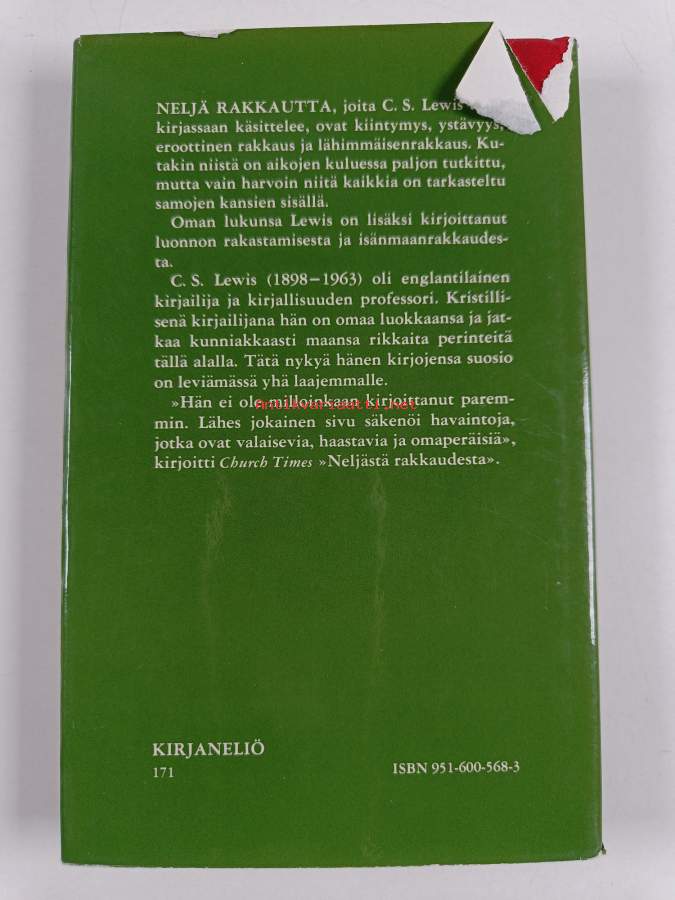 NELJÄ RAKKAUTTA, joita C. S. Lewis
kirjassaan käsittelee, ovat kiintymys, ystävyys,
eroottinen rakkaus ja lähimmäisenrakkaus. Ku-
takin niistä on aikojen kuluessa paljon tutkittu,
mutta vain harvoin niitä kaikkia on tarkasteltu
samojen kansien sisällä.
Oman lukunsa Lewis on lisäksi kirjoittanut
luonnon rakastamisesta ja isänmaanrakkaudes-
ta.
C. S. Lewis (1898–1963) oli englantilainen
kirjailija ja kirjallisuuden professori. Kristilli-
senä kirjailijana hän on omaa luokkaansa ja jat-
kaa kunniakkaasti maansa rikkaita perinteitä
tällä alalla. Tätä nykyä hänen kirjojensa suosio
on leviämässä yhä laajemmalle.
»Hän ei ole milloinkaan kirjoittanut parem-
Antikvariaatti.net
min. Lähes jokainen sivu säkenöi havaintoja,
jotka ovat valaisevia, haastavia ja omaperäisiä»,
kirjoitti Church Times »Neljästä rakkaudesta».
KIRJANELIÖ
171
ISBN 951-600-568-3